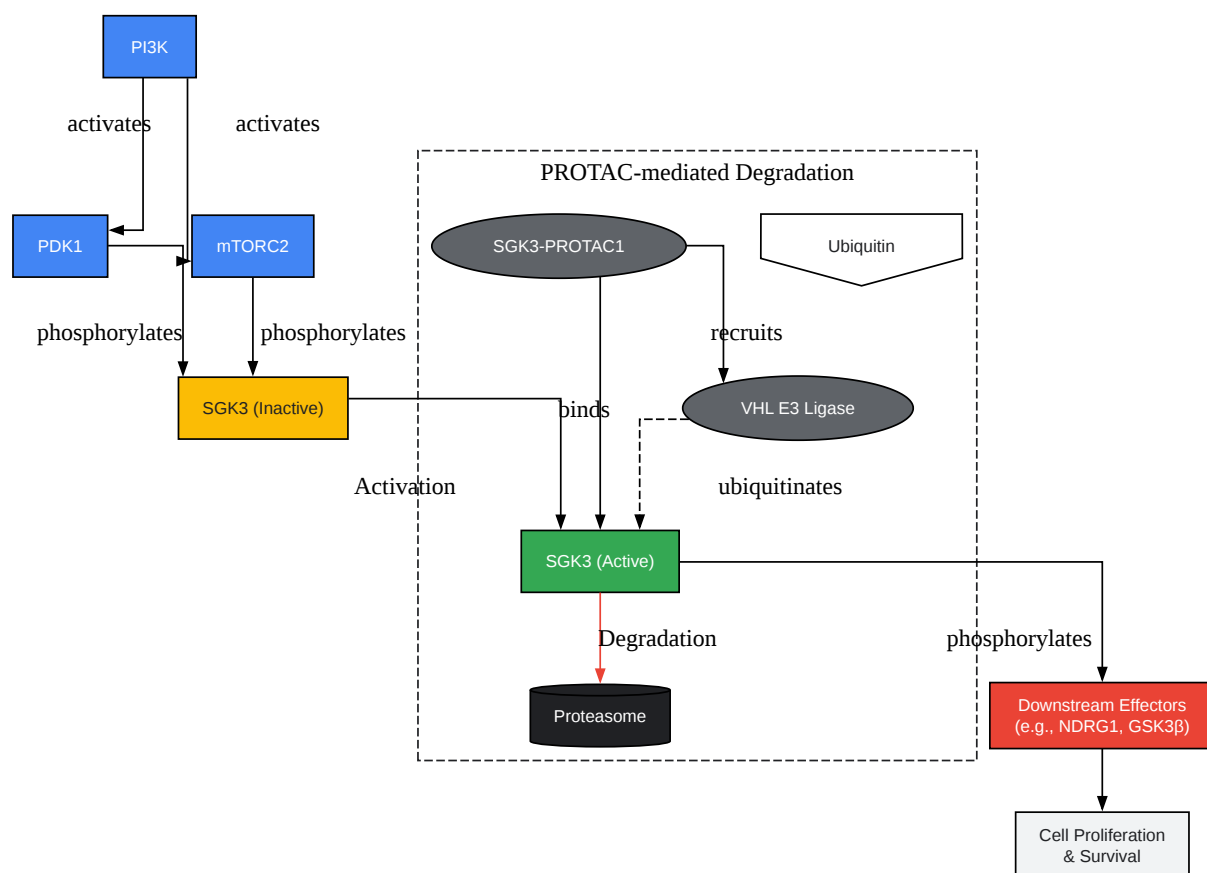 PI3K
activates
activates
PROTAC-mediated Degradation
PDK1
mTORC2
SGK3-PROTAC1
Ubiquitin
phosphorylates
phosphorylates
recruits
SGK3 (Inactive)
binds
VHL E3 Ligase
Activation
ubiquitinates
SGK3 (Active)
Degradation
phosphorylates
Proteasome
Downstream Effectors
(e.g., NDRG1, GSK3β)
Cell Proliferation
& Survival